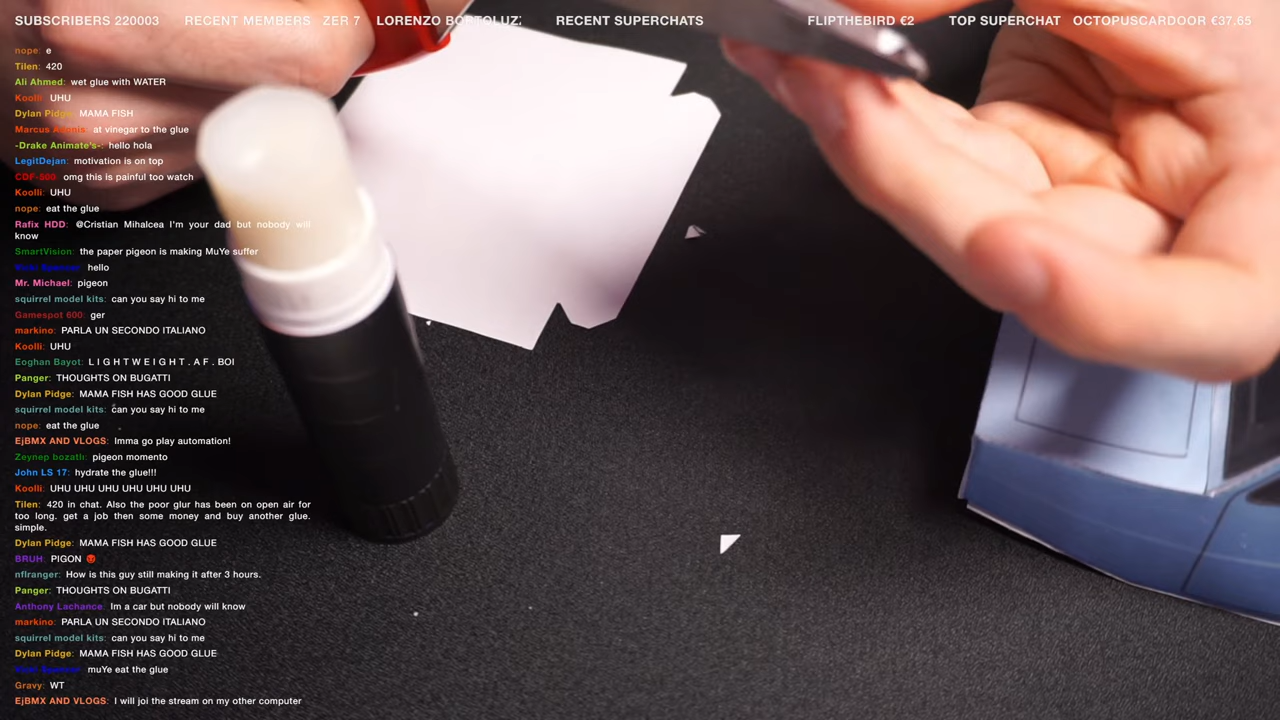 SUBSCRIBERS 220003 RECENT MEMBERS ZER 7 LORENZO BORTOLUZZ RECENT SUPERCHATS FLIPTHEBIRD €2 TOP SUPERCHAT OCTOPUSCARDOOR €37.65
nope: e
Tilen: 420
Ali Ahmed: wet glue with WATER
Koolli: UHU
Dylan Pidge: MAMA FISH
Marcus: at vinegar to the glue
-Drake Animate's-: hello hola
LegitDejan: motivation is on top
CDF-500: omg this is painful too watch
Koolli: UHU
nope: eat the glue
Rafix HDD: @Cristian Mihalcea I'm your dad but nobody will
know
SmartVision: the paper pigeon is making MuYe suffer
hello
Mr. Michael: pigeon
squirrel model kits: can you say hi to me
Gamespot 600: ger
markino: PARLA UN SECONDO ITALIANO
Koolli: UHU
Eoghan Bayot: L I G H T W E I G H T . A F . BOI
Panger: THOUGHTS ON BUGATTI
Dylan Pidge: MAMA FISH HAS GOOD GLUE
squirrel model kits: can you say hi to me
nope: eat the glue
EjBMX AND VLOGS: Imma go play automation!
Zeynep bozatlı: pigeon momento
John LS 17: hydrate the glue!!!
Koolli: UHU UHU UHU UHU UHU UHU
Tilen: 420 in chat. Also the poor glur has been on open air for
too long. get a job then some money and buy another glue.
simple.
Dylan Pidge: MAMA FISH HAS GOOD GLUE
BRUH: PIGON 😡
nflranger: How is this guy still making it after 3 hours.
Panger: THOUGHTS ON BUGATTI
Anthony Lachance: Im a car but nobody will know
markino: PARLA UN SECONDO ITALIANO
squirrel model kits: can you say hi to me
Dylan Pidge: MAMA FISH HAS GOOD GLUE
muYe eat the glue
Gravy: WT
EjBMX AND VLOGS: I will joi the stream on my other computer